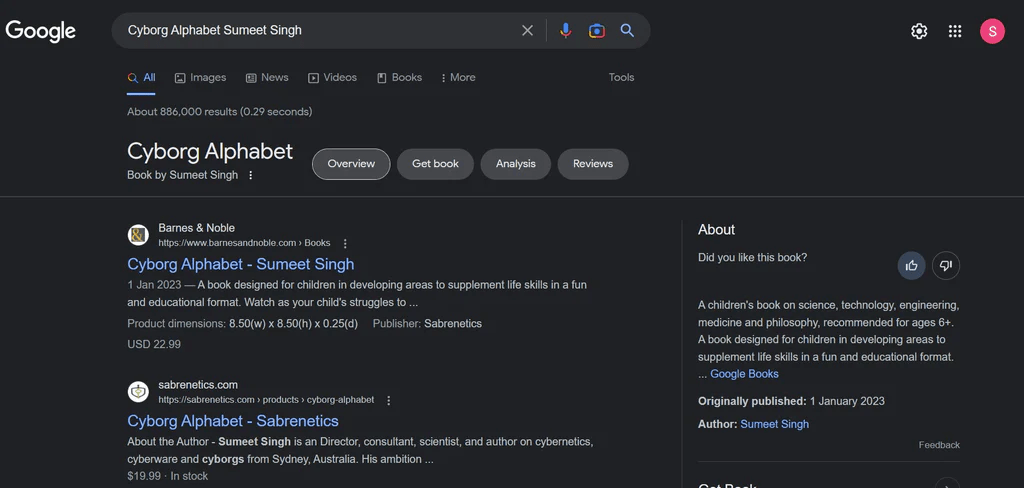 Google
Cyborg Alphabet Sumeet Singh
S
All Images News Videos Books More Tools
About 886,000 results (0.29 seconds)
Cyborg Alphabet
Book by Sumeet Singh
Overview Get book Analysis Reviews
Barnes & Noble
https://www.barnesandnoble.com › Books
Cyborg Alphabet - Sumeet Singh
1 Jan 2023 — A book designed for children in developing areas to supplement life skills in a fun
and educational format. Watch as your child's struggles to ...
Product dimensions: 8.50(w) x 8.50(h) x 0.25(d) Publisher: Sabrenetics
USD 22.99
sabrenetics.com
https://sabrenetics.com › products › cyborg-alphabet
Cyborg Alphabet - Sabrenetics
About the Author - Sumeet Singh is an Director, consultant, scientist, and author on cybernetics,
cyberware and cyborgs from Sydney, Australia. His ambition ...
$19.99 · In stock
About
Did you like this book?
A children's book on science, technology, engineering,
medicine and philosophy, recommended for ages 6+.
A book designed for children in developing areas to
supplement life skills in a fun and educational format.
... Google Books
Originally published: 1 January 2023
Author: Sumeet Singh
Feedback
Get Book